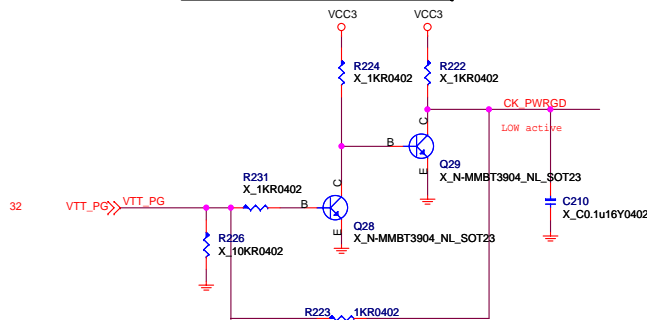 VCC3
VCC3
R224
X_1KR0402
R222
X_1KR0402
CK_PWRGD
LOW active
C
B
Q29
X_N-MMBT3904_NL_SOT23
E
R231
X_1KR0402
C
C210
X_C0.1u16Y0402
32
VTT_PG
VTT_PG
B
Q28
X_N-MMBT3904_NL_SOT23
E
R226
X_10KR0402
R223
1KR0402